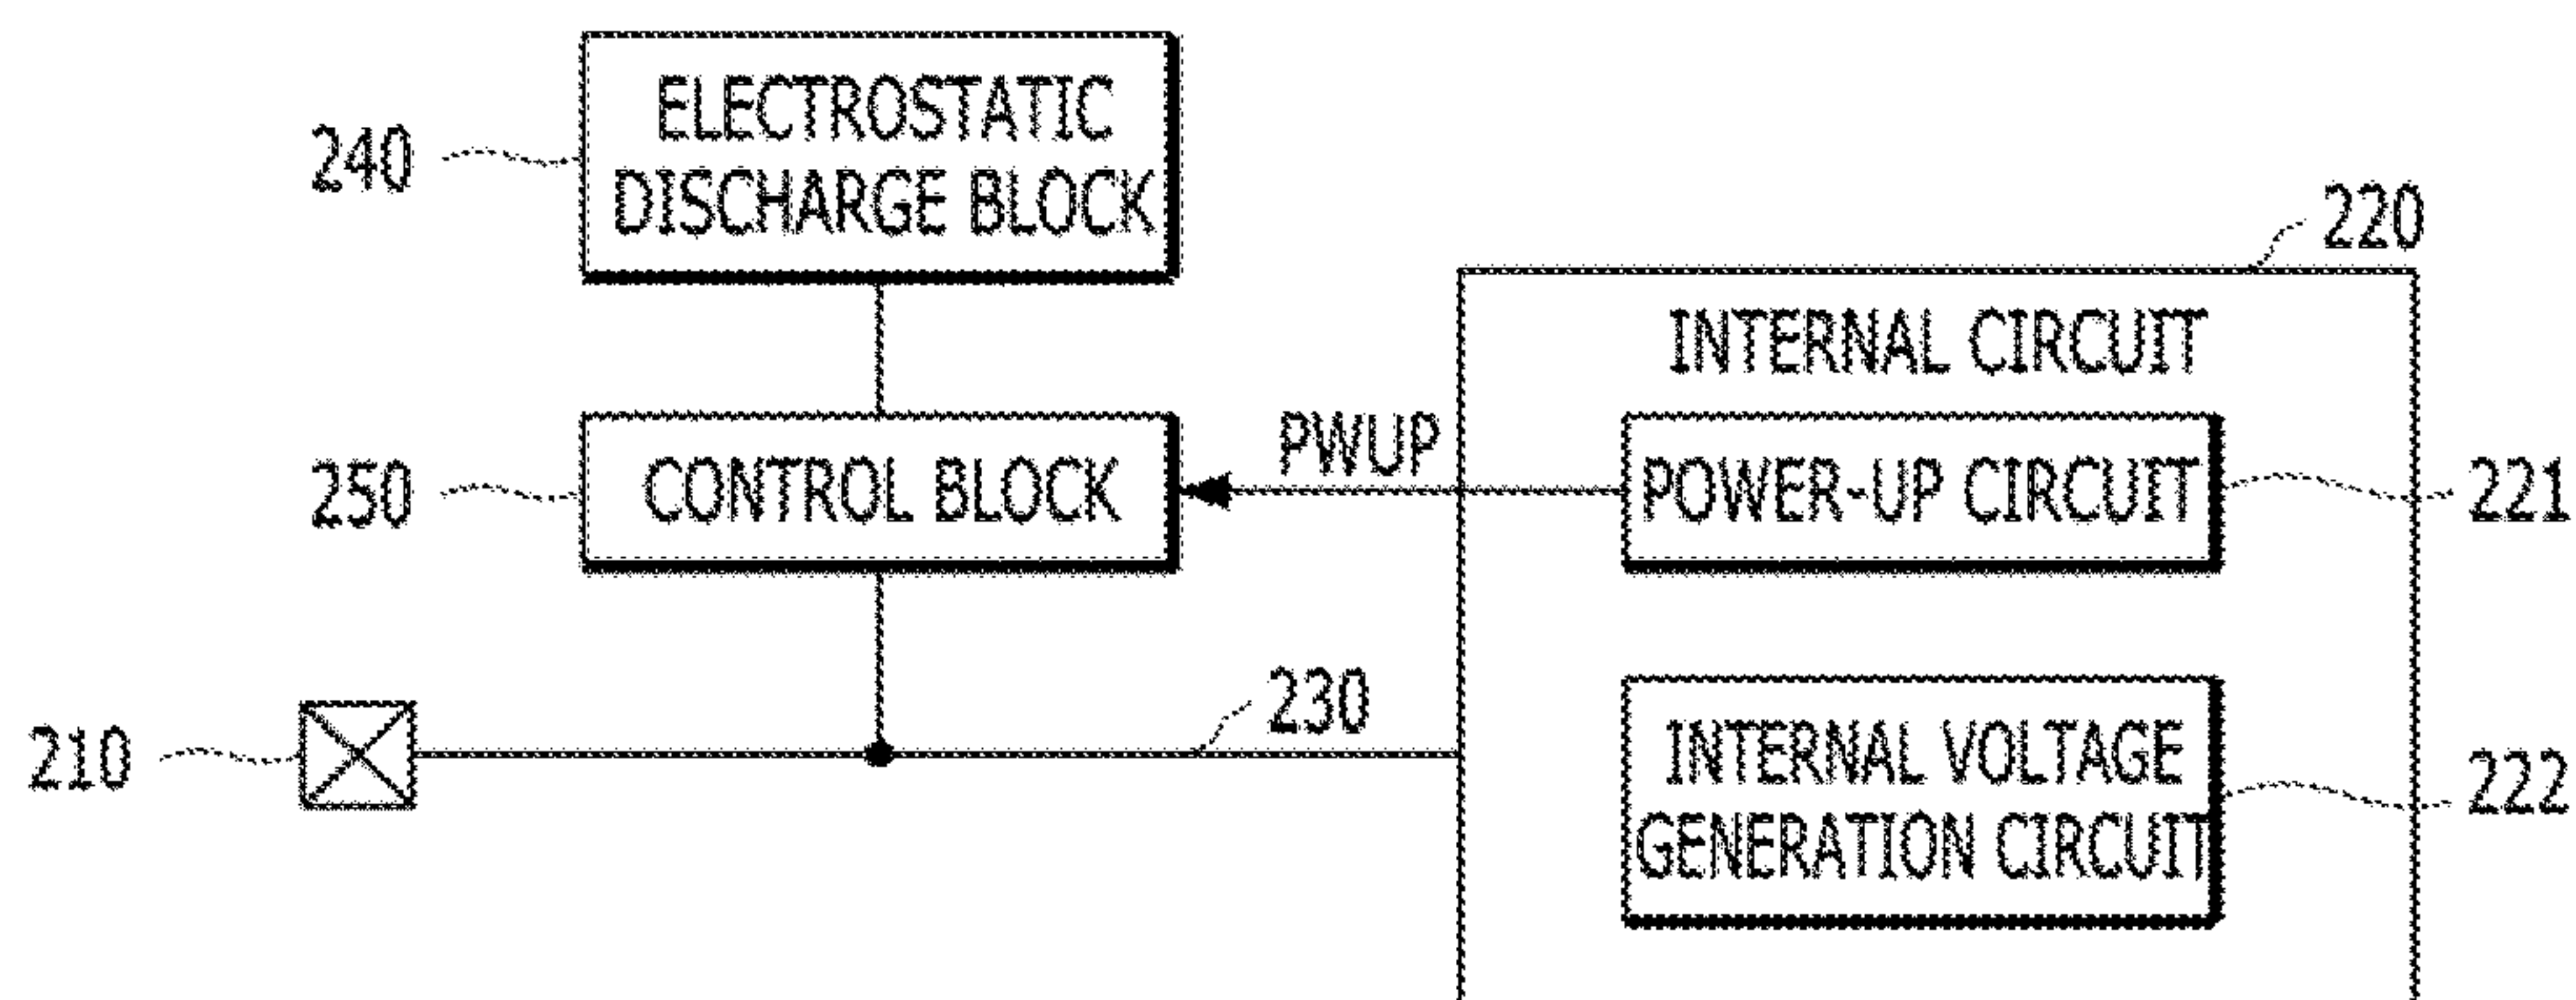 ELECTROSTATIC
DISCHARGE BLOCK
240
220
INTERNAL CIRCUIT
PWUP
250
CONTROL BLOCK
POWER-UP CIRCUIT
221
230
210
INTERNAL VOLTAGE
GENERATION CIRCUIT
222